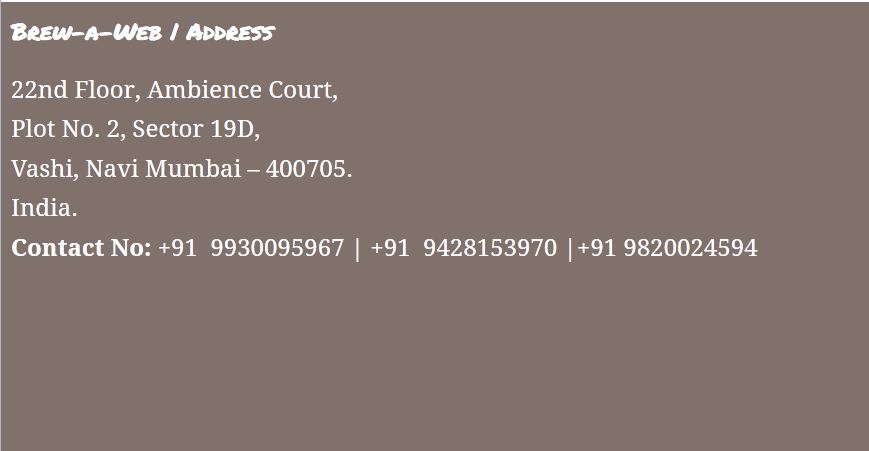 Brew-a-Web | Address
22nd Floor, Ambience Court,
Plot No. 2, Sector 19D,
Vashi, Navi Mumbai – 400705.
India.
Contact No: +91  9930095967 | +91  9428153970 |+91 9820024594